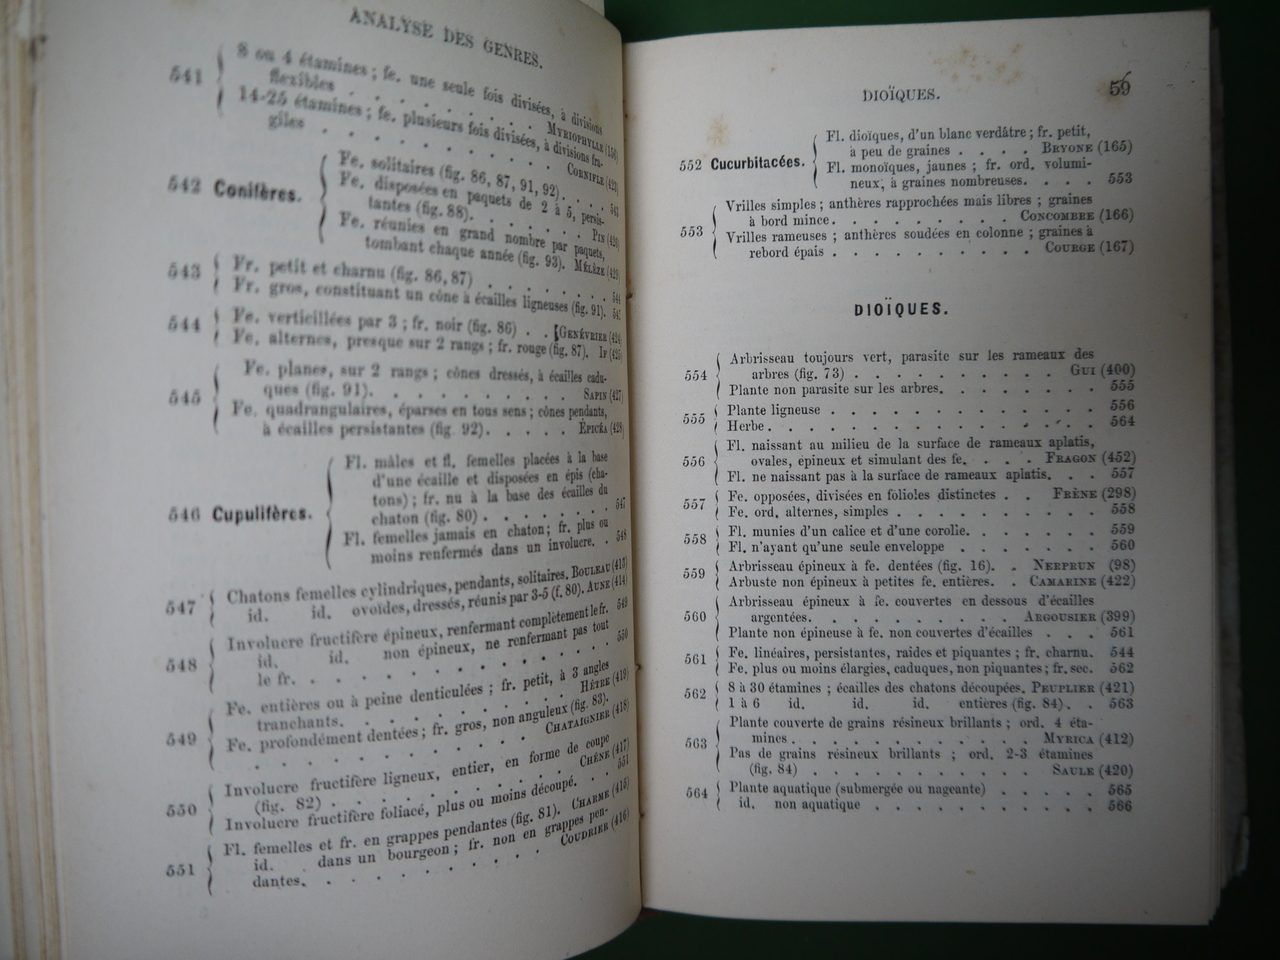 ANALYSE DES GENRES.
541 8 ou 4 étamines ; fe. une seule fois divisées, à divisions
flexibles . . . . . . . . MYRIOPHYLLE (156)
14-25 étamines ; fe. plusieurs fois divisées, à divisions fra-
giles . . . . . . . . . . CORNIFLE (423)
542 Conifères. Fe. solitaires (fig. 86, 87, 91, 92). . . . . 543
Fe. disposées en paquets de 2 à 5, persis-
tantes (fig. 88). . . . . . . PIN (426)
Fe. réunies en grand nombre par paquets,
tombant chaque année (fig. 93). MÉLÈZE (425)
543 Fr. petit et charnu (fig. 86, 87) . . . . . . . . 544
Fr. gros, constituant un cône à écailles ligneuses (fig. 91). 545
544 Fe. verticillées par 3 ; fr. noir (fig. 86) . . [GENÉVRIER (424)
Fe. alternes, presque sur 2 rangs ; fr. rouge (fig. 87). IF (425)
545 Fe. planes, sur 2 rangs ; cônes dressés, à écailles cadu-
ques (fig. 91). . . . . . . . . . SAPIN (427)
Fe. quadrangulaires, éparses en tous sens ; cônes pendants,
à écailles persistantes (fig. 92). . . . . . ÉPICÉA (428)
546 Cupulifères. Fl. mâles et fl. femelles placées à la base
d'une écaille et disposées en épis (cha-
tons) ; fr. nu à la base des écailles du
chaton (fig. 80) . . . . . . . . 547
Fl. femelles jamais en chaton; fr. plus ou
moins renfermés dans un involucre. . 548
547 Chatons femelles cylindriques, pendants, solitaires. BOULEAU (413)
id. id. ovoïdes, dressés, réunis par 3-5 (f. 80). AUNE (414)
548 Involucre fructifère épineux, renfermant complètement le fr. 549
id. id. non épineux, ne renfermant pas tout
le fr. . . . . . . . . . . . . 550
549 Fe. entières ou à peine denticulées ; fr. petit, à 3 angles
tranchants. . . . . . . . . . . HÊTRE (419)
Fe. profondément dentées ; fr. gros, non anguleux (fig. 83).
. . . . . . . . . . CHATAIGNIER (418)
550 Involucre fructifère ligneux, entier, en forme de coupe
(fig. 82) . . . . . . . . . . CHÊNE (417)
Involucre fructifère foliacé, plus ou moins découpé. . . 551
551 Fl. femelles et fr. en grappes pendantes (fig. 81). CHARME (415)
id. dans un bourgeon ; fr. non en grappes pen-
dantes. . . . . . . . . . COUDRIER (416)
DIOÏQUES. 59
552 Cucurbitacées. Fl. dioïques, d'un blanc verdâtre ; fr. petit,
à peu de graines . . . . BRYONE (165)
Fl. monoïques, jaunes ; fr. ord. volumi-
neux, à graines nombreuses. . . . 553
553 Vrilles simples ; anthères rapprochées mais libres ; graines
à bord mince. . . . . . . . . CONCOMBRE (166)
Vrilles rameuses ; anthères soudées en colonne ; graines à
rebord épais . . . . . . . . . . COURGE (167)
DIOÏQUES.
554 Arbrisseau toujours vert, parasite sur les rameaux des
arbres (fig. 73) . . . . . . . . . . . GUI (400)
Plante non parasite sur les arbres. . . . . . . . 555
555 Plante ligneuse . . . . . . . . . . . . . 556
Herbe. . . . . . . . . . . . . . . . 564
556 Fl. naissant au milieu de la surface de rameaux aplatis,
ovales, épineux et simulant des fe. . . . FRAGON (452)
Fl. ne naissant pas à la surface de rameaux aplatis. . . 557
557 Fe. opposées, divisées en folioles distinctes . . FRÊNE (298)
Fe. ord. alternes, simples . . . . . . . . . . 558
558 Fl. munies d'un calice et d'une corolie. . . . . . . 559
Fl. n'ayant qu'une seule enveloppe . . . . . . . 560
559 Arbrisseau épineux à fe. dentées (fig. 16). . NERPRUN (98)
Arbuste non épineux à petites fe. entières. . CAMARINE (422)
560 Arbrisseau épineux à fe. couvertes en dessous d'écailles
argentées. . . . . . . . . . ARGOUSIER (399)
Plante non épineuse à fe. non couvertes d'écailles . . . 561
561 Fe. linéaires, persistantes, raides et piquantes ; fr. charnu. 544
Fe. plus ou moins élargies, caduques, non piquantes ; fr. sec. 562
562 8 à 30 étamines ; écailles des chatons découpées. PEUPLIER (421)
1 à 6 id. id. id. entières (fig. 84). . 563
563 Plante couverte de grains résineux brillants ; ord. 4 éta-
mines . . . . . . . . . . . . MYRICA (412)
Pas de grains résineux brillants ; ord. 2-3 étamines
(fig. 84) . . . . . . . . . . . SAULE (420)
564 Plante aquatique (submergée ou nageante) . . . . . 565
id. non aquatique . . . . . . . . . . . 566